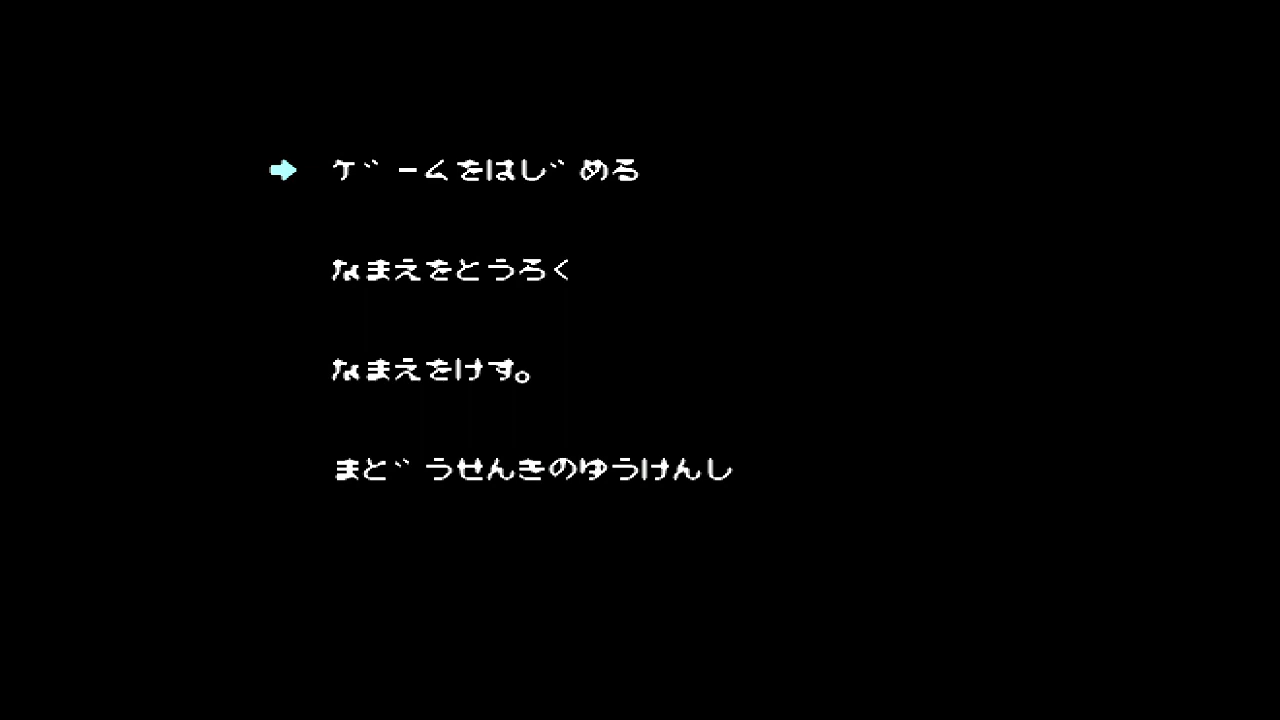 ゲームをはじめる
なまえをとうろく
なまえをけす。
まどうせんきのゆうけんし